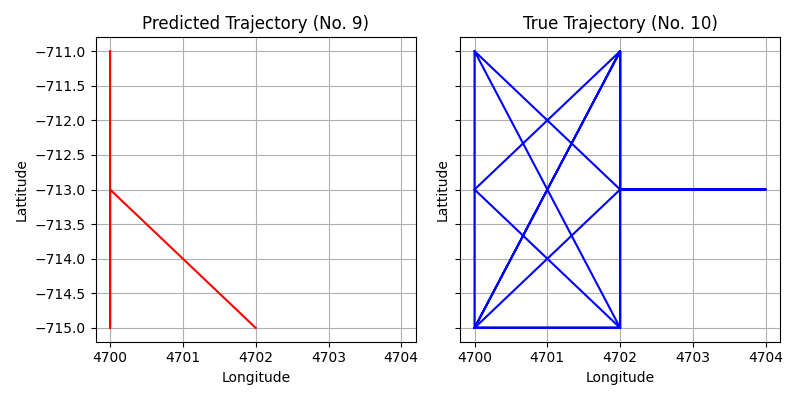 Predicted Trajectory (No. 9)
True Trajectory (No. 10)
−711.0
−711.5
−712.0
−712.5
−713.0
−713.5
−714.0
−714.5
−715.0
Lattitude
Lattitude
4700 4701 4702 4703 4704
4700 4701 4702 4703 4704
Longitude
Longitude